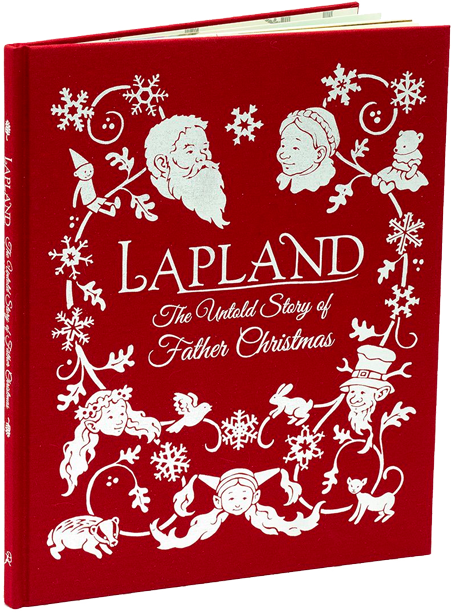 LAPLAND
The Untold Story of
Father Christmas
LAPLAND The Untold Story of Father Christmas